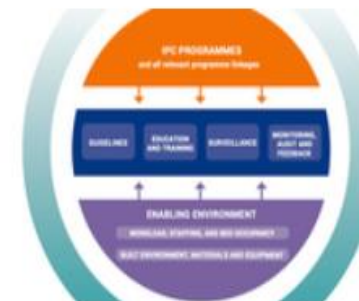 IPC PROGRAMMES
and all relevant programme linkages
GUIDELINES
EDUCATION
AND TRAINING
SURVEILLANCE
MONITORING,
AUDIT AND
FEEDBACK
ENABLING ENVIRONMENT
WORKLOAD, STAFFING, AND BED OCCUPANCY
BUILT ENVIRONMENT, MATERIALS AND EQUIPMENT